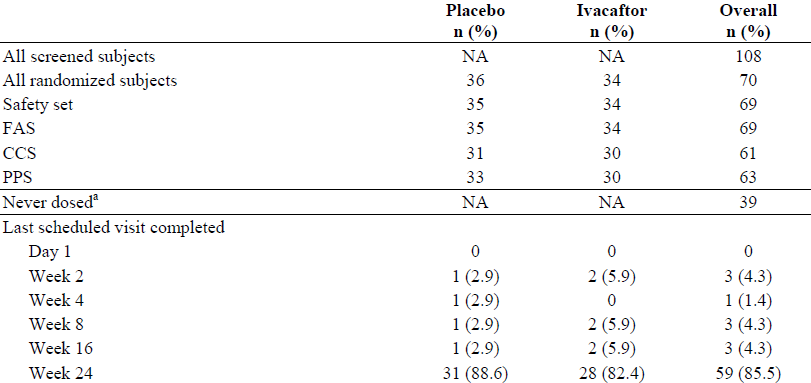 Placebo Ivacaftor Overall
n (%) n (%) n (%)
All screened subjects NA NA 108
All randomized subjects 36 34 70
Safety set 35 34 69
FAS 35 34 69
CCS 31 30 61
PPS 33 30 63
Never dosedᵃ NA NA 39
Last scheduled visit completed
Day 1 0 0 0
Week 2 1 (2.9) 2 (5.9) 3 (4.3)
Week 4 1 (2.9) 0 1 (1.4)
Week 8 1 (2.9) 2 (5.9) 3 (4.3)
Week 16 1 (2.9) 2 (5.9) 3 (4.3)
Week 24 31 (88.6) 28 (82.4) 59 (85.5)